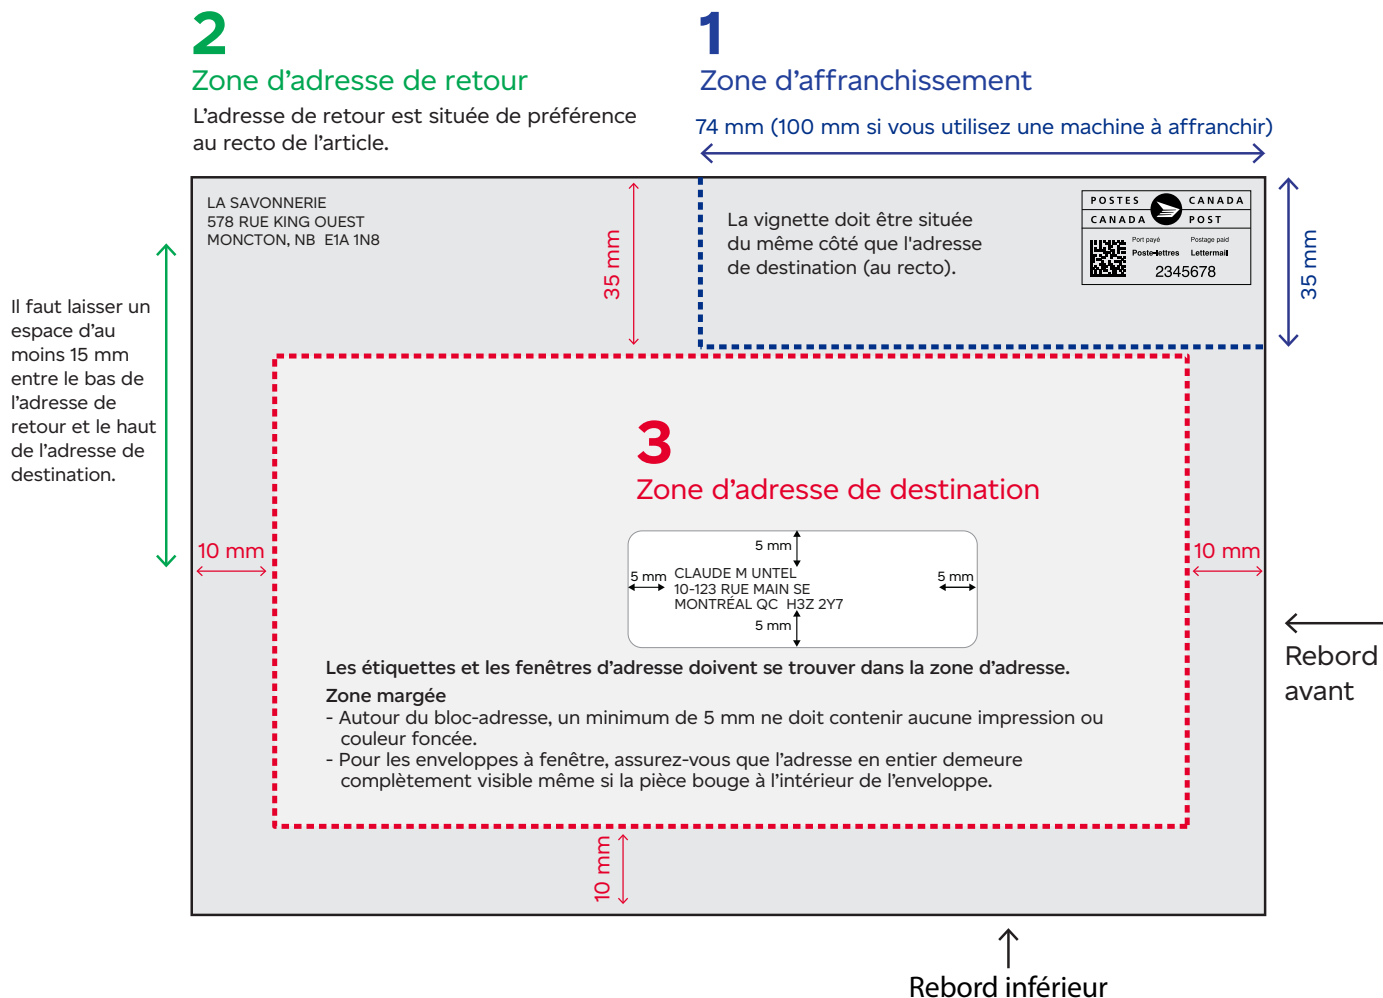 2
Zone d'adresse de retour
L'adresse de retour est située de préférence
au recto de l'article.
1
Zone d'affranchissement
74 mm (100 mm si vous utilisez une machine à affranchir)
LA SAVONNERIE
578 RUE KING OUEST
MONCTON, NB  E1A 1N8
35 mm
La vignette doit être située
du même côté que l'adresse
de destination (au recto).
POSTES CANADA
CANADA POST
Port payé Postage paid
Poste-lettres Lettermail
2345678
35 mm
Il faut laisser un
espace d'au
moins 15 mm
entre le bas de
l'adresse de
retour et le haut
de l'adresse de
destination.
3
Zone d'adresse de destination
10 mm
10 mm
5 mm
5 mm
CLAUDE M UNTEL
10-123 RUE MAIN SE
MONTRÉAL QC  H3Z 2Y7
5 mm
5 mm
Rebord
avant
Les étiquettes et les fenêtres d'adresse doivent se trouver dans la zone d'adresse.
Zone margée
- Autour du bloc-adresse, un minimum de 5 mm ne doit contenir aucune impression ou
couleur foncée.
- Pour les enveloppes à fenêtre, assurez-vous que l'adresse en entier demeure
complètement visible même si la pièce bouge à l'intérieur de l'enveloppe.
10 mm
Rebord inférieur